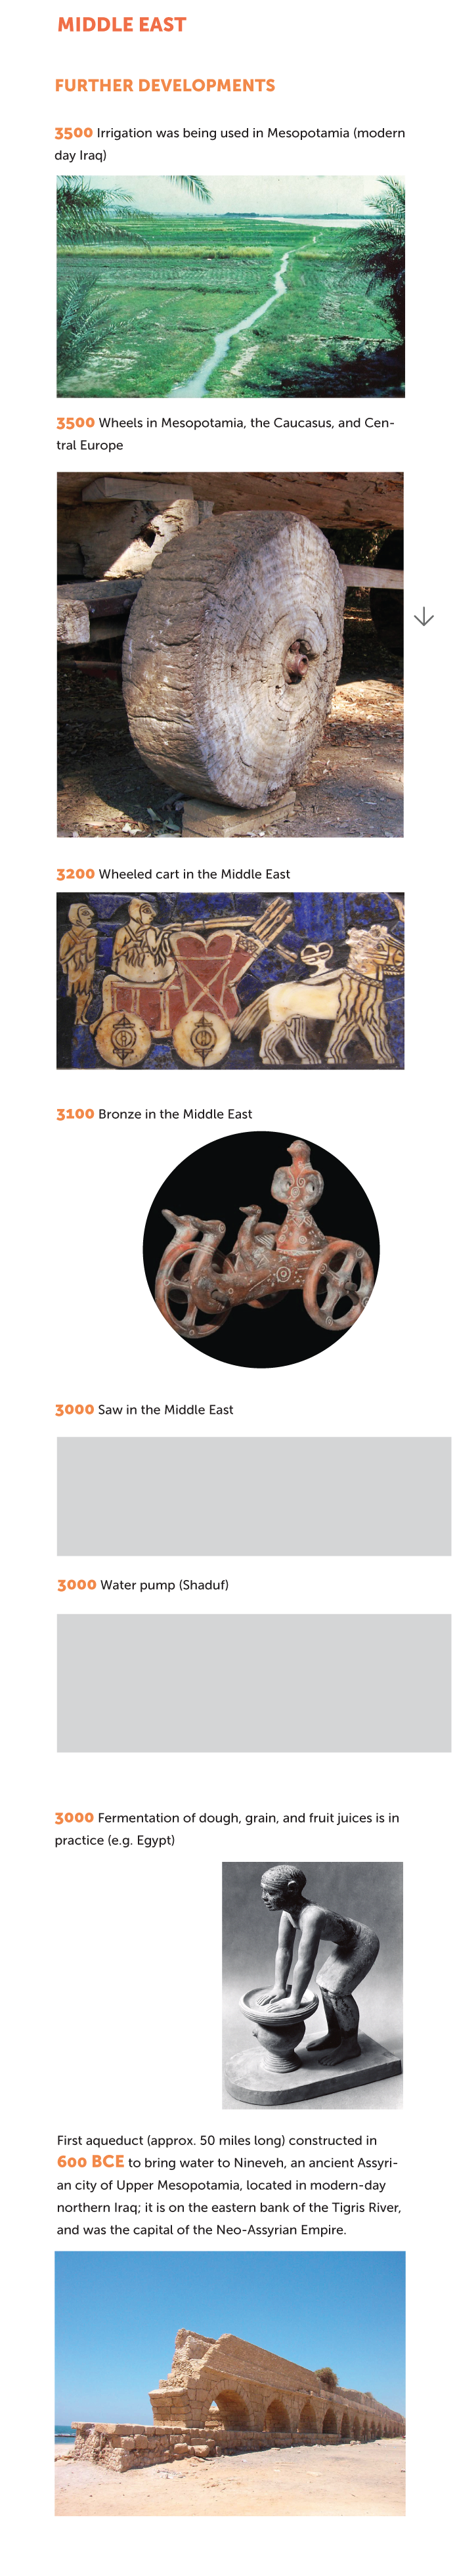 MIDDLE EAST
FURTHER DEVELOPMENTS
3500 Irrigation was being used in Mesopotamia (modern
day Iraq)
3500 Wheels in Mesopotamia, the Caucasus, and Cen-
tral Europe
3200 Wheeled cart in the Middle East
3100 Bronze in the Middle East
3000 Saw in the Middle East
3000 Water pump (Shaduf)
3000 Fermentation of dough, grain, and fruit juices is in
practice (e.g. Egypt)
First aqueduct (approx. 50 miles long) constructed in
600 BCE to bring water to Nineveh, an ancient Assyri-
an city of Upper Mesopotamia, located in modern-day
northern Iraq; it is on the eastern bank of the Tigris River,
and was the capital of the Neo-Assyrian Empire.